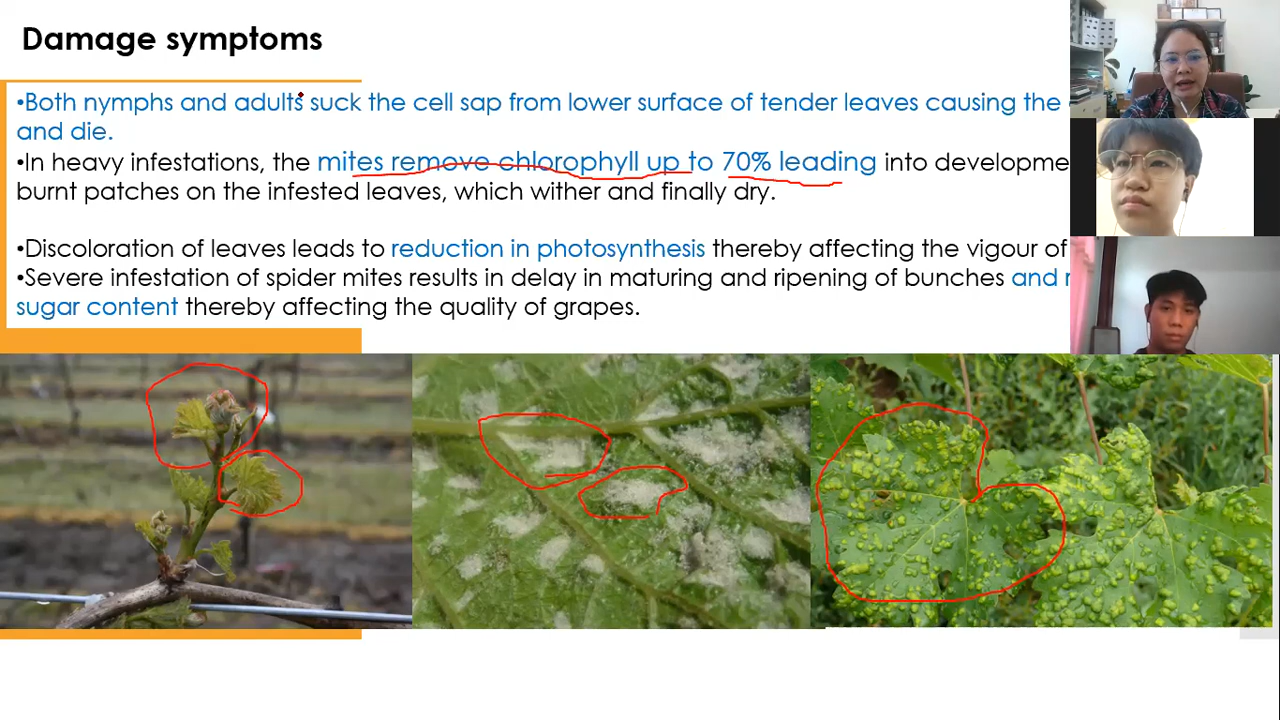 Damage symptoms
•Both nymphs and adults suck the cell sap from lower surface of tender leaves causing the
and die.
•In heavy infestations, the mites remove chlorophyll up to 70% leading into developme
burnt patches on the infested leaves, which wither and finally dry.
•Discoloration of leaves leads to reduction in photosynthesis thereby affecting the vigour of
•Severe infestation of spider mites results in delay in maturing and ripening of bunches and
sugar content thereby affecting the quality of grapes.